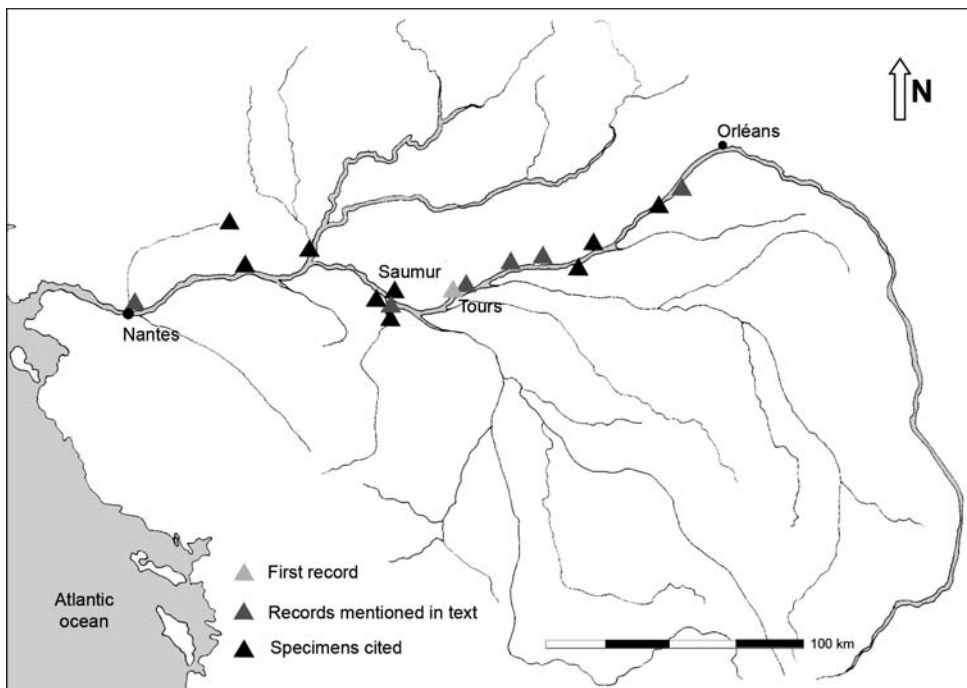 N
Orléans
Saumur
Tours
Nantes
First record
Records mentioned in text
Atlantic
ocean
Specimens cited
100 km